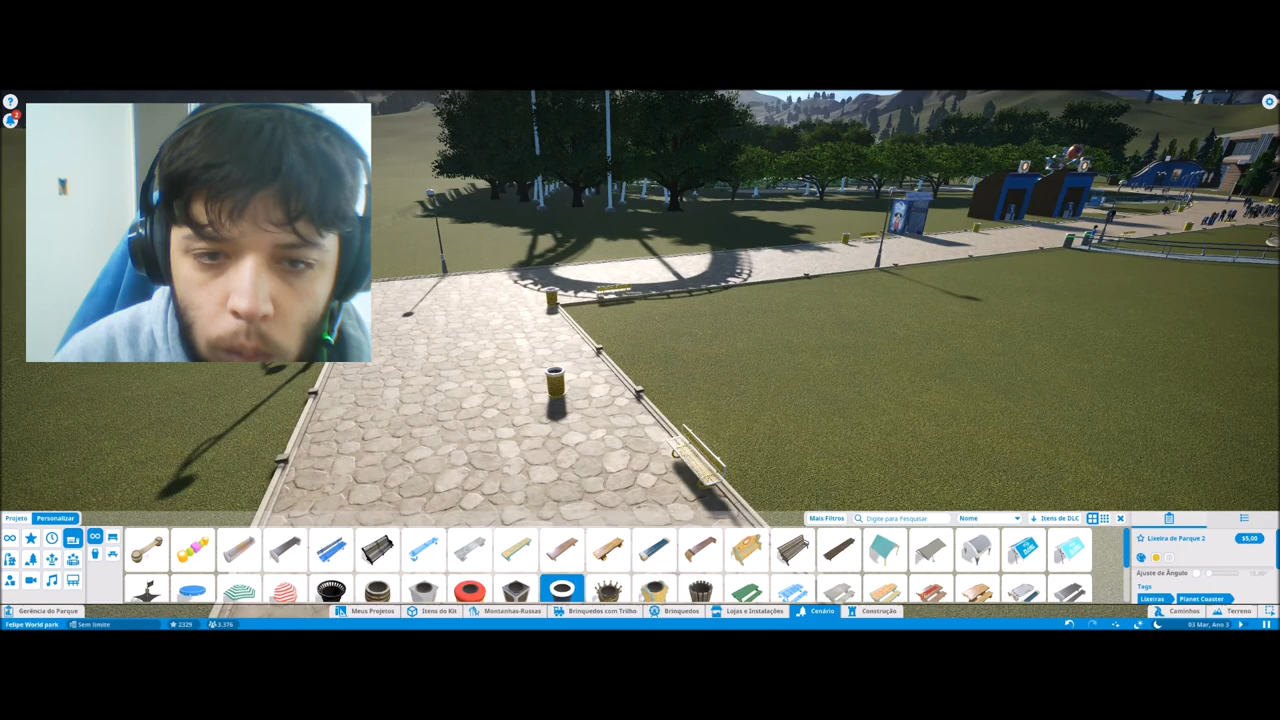 ?
2
Projeto Personalizar
Mais Filtros Digite para Pesquisar Nome Itens de DLC
Lixeira de Parque 2 $5,00
Ajuste de Ângulo
Tags
Lixeiras Planet Coaster
Gerência do Parque Meus Projetos Itens do Kit Montanhas-Russas Brinquedos com Trilho Brinquedos Lojas e Instalações Cenário Construção Caminhos Terreno
Felipe World park Sem limite 2329 3.376 03 Mar, Ano 3